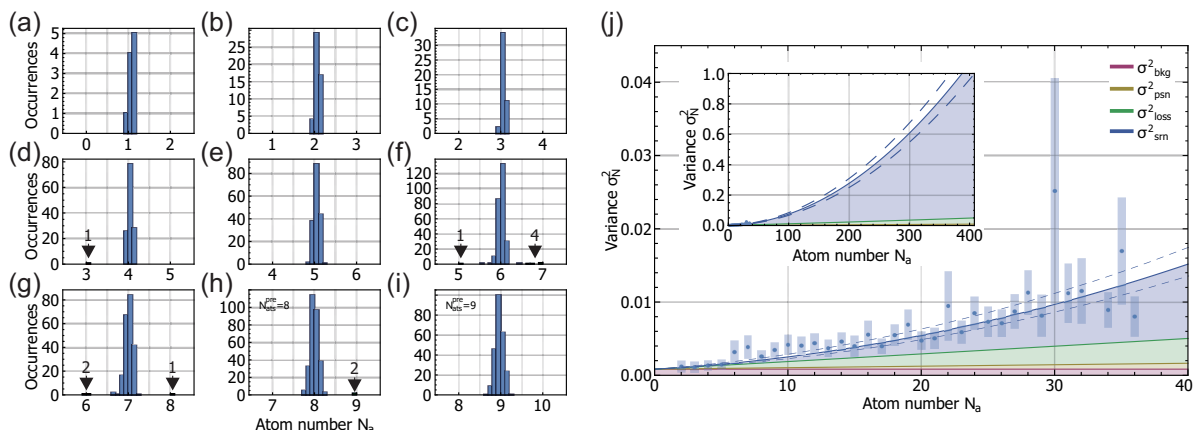 (a)
(b)
(c)
(j)
5
4
3
2
1
0
25
20
15
10
5
0
30
25
20
15
10
5
0
Occurrences
0 1 2
1 2 3
2 3 4
(d)
(e)
(f)
80
60
40
20
0
80
60
40
20
0
120
100
80
60
40
20
0
Occurrences
1
1
4
3 4 5
4 5 6
5 6 7
(g)
(h)
(i)
80
60
40
20
0
100
80
60
40
20
0
80
60
40
20
0
Occurrences
2
1
N^pre_ats=8
2
N^pre_ats=9
6 7 8
7 8 9
8 9 10
Atom number Nₐ
0.04
0.03
0.02
0.01
0.00
Variance σ²_N
σ²_bkg
σ²_psn
σ²_loss
σ²_srn
1.0
0.8
0.6
0.4
0.2
0.0
Variance σ²_N
0 100 200 300 400
Atom number Nₐ
0 10 20 30 40
Atom number Nₐ